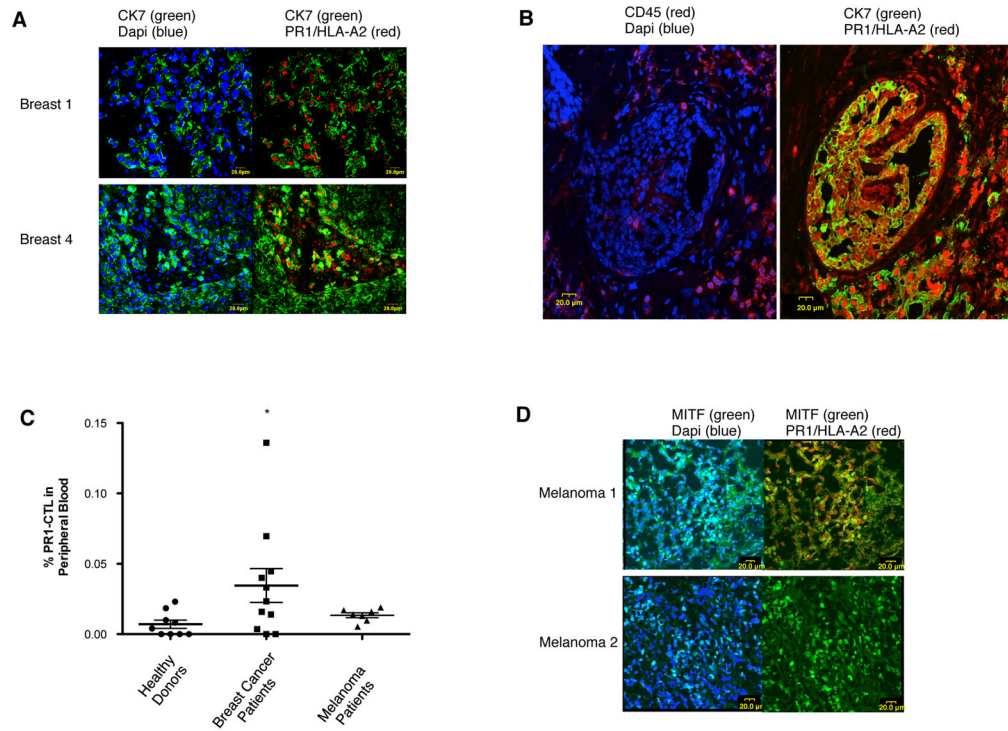 A
CK7 (green)
Dapi (blue)
CK7 (green)
PR1/HLA-A2 (red)
Breast 1
20.0µm
20.0µm
Breast 4
20.0µm
20.0µm
B
CD45 (red)
Dapi (blue)
CK7 (green)
PR1/HLA-A2 (red)
20.0 µm
20.0 µm
C
*
% PR1-CTL in
Peripheral Blood
0.15
0.10
0.05
0.00
Healthy
Donors
Breast Cancer
Patients
Melanoma
Patients
D
MITF (green)
Dapi (blue)
MITF (green)
PR1/HLA-A2 (red)
Melanoma 1
20.0 µm
20.0 µm
Melanoma 2
20.0 µm
20.0 µm